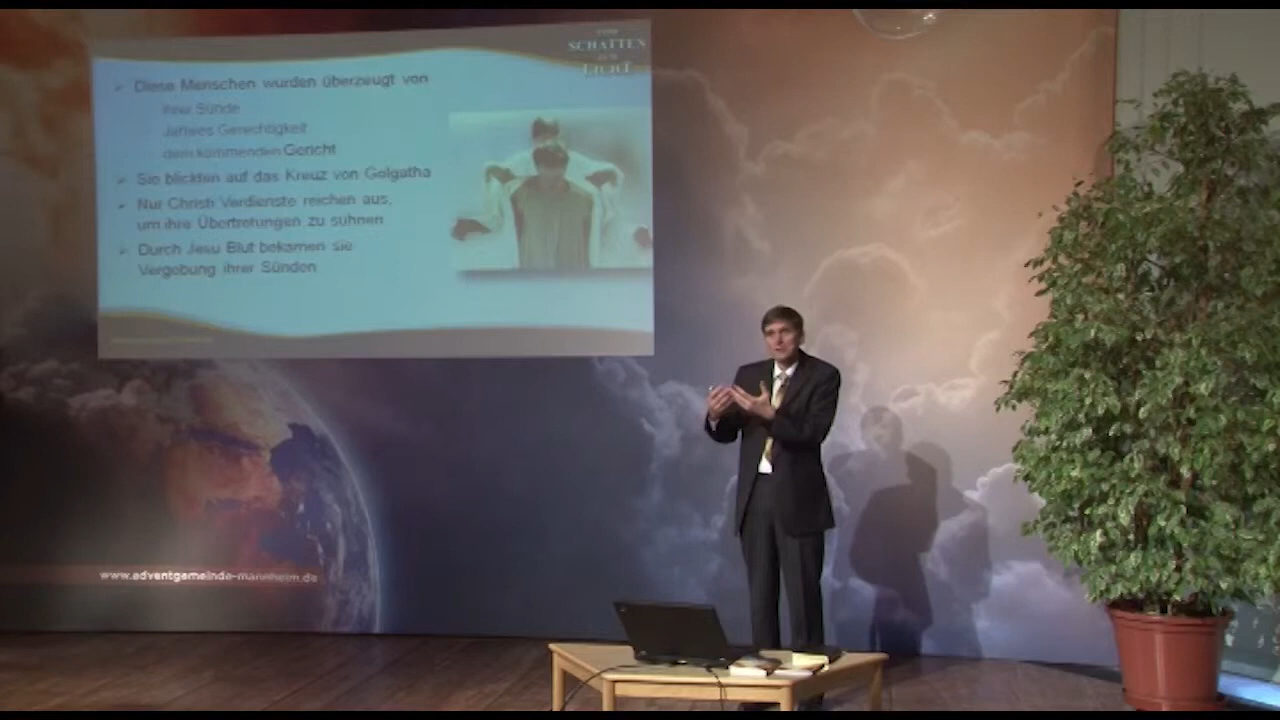 VOM
SCHATTEN
ZUM
LICHT
Diese Menschen wurden überzeugt von
ihrer Sünde
Jahwes Gerechtigkeit
dem kommenden Gericht
Sie blickten auf das Kreuz von Golgatha
Nur Christi Verdienste reichen aus,
um ihre Übertretungen zu sühnen
Durch Jesu Blut bekamen sie
Vergebung ihrer Sünden
www.adventgemeinde-mannheim.de